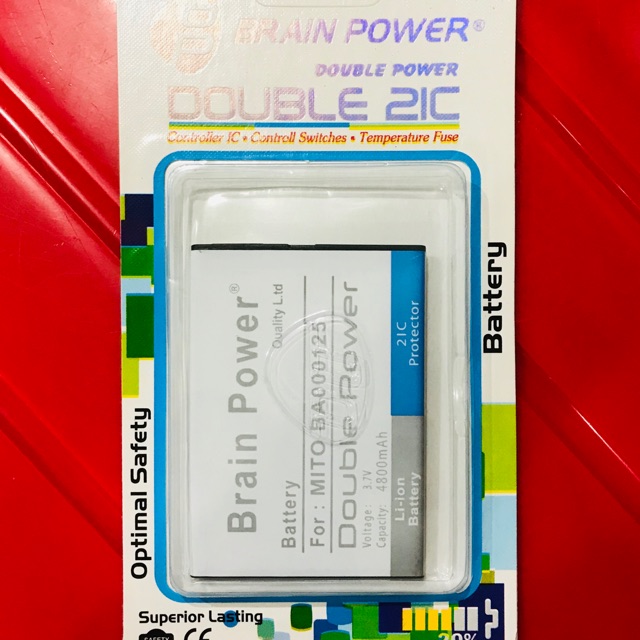 BRAIN POWER®
DOUBLE POWER
DOUBLE 2IC
Controller IC • Controll Switches • Temperature Fuse
Optimal Safety
Battery
Brain Power®
Quality L.td
Battery
For : MITO BA000125
Double Power
Voltage : 3.7V
Capacity: 4800mAh
2IC
Protector
Li-ion
Battery
Superior Lasting
SAFETY
CE
20%